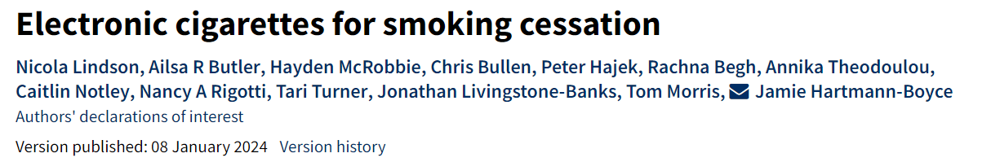 Electronic cigarettes for smoking cessation
Nicola Lindson, Ailsa R Butler, Hayden McRobbie, Chris Bullen, Peter Hajek, Rachna Begh, Annika Theodoulou,
Caitlin Notley, Nancy A Rigotti, Tari Turner, Jonathan Livingstone-Banks, Tom Morris, Jamie Hartmann-Boyce
Authors' declarations of interest
Version published: 08 January 2024 Version history